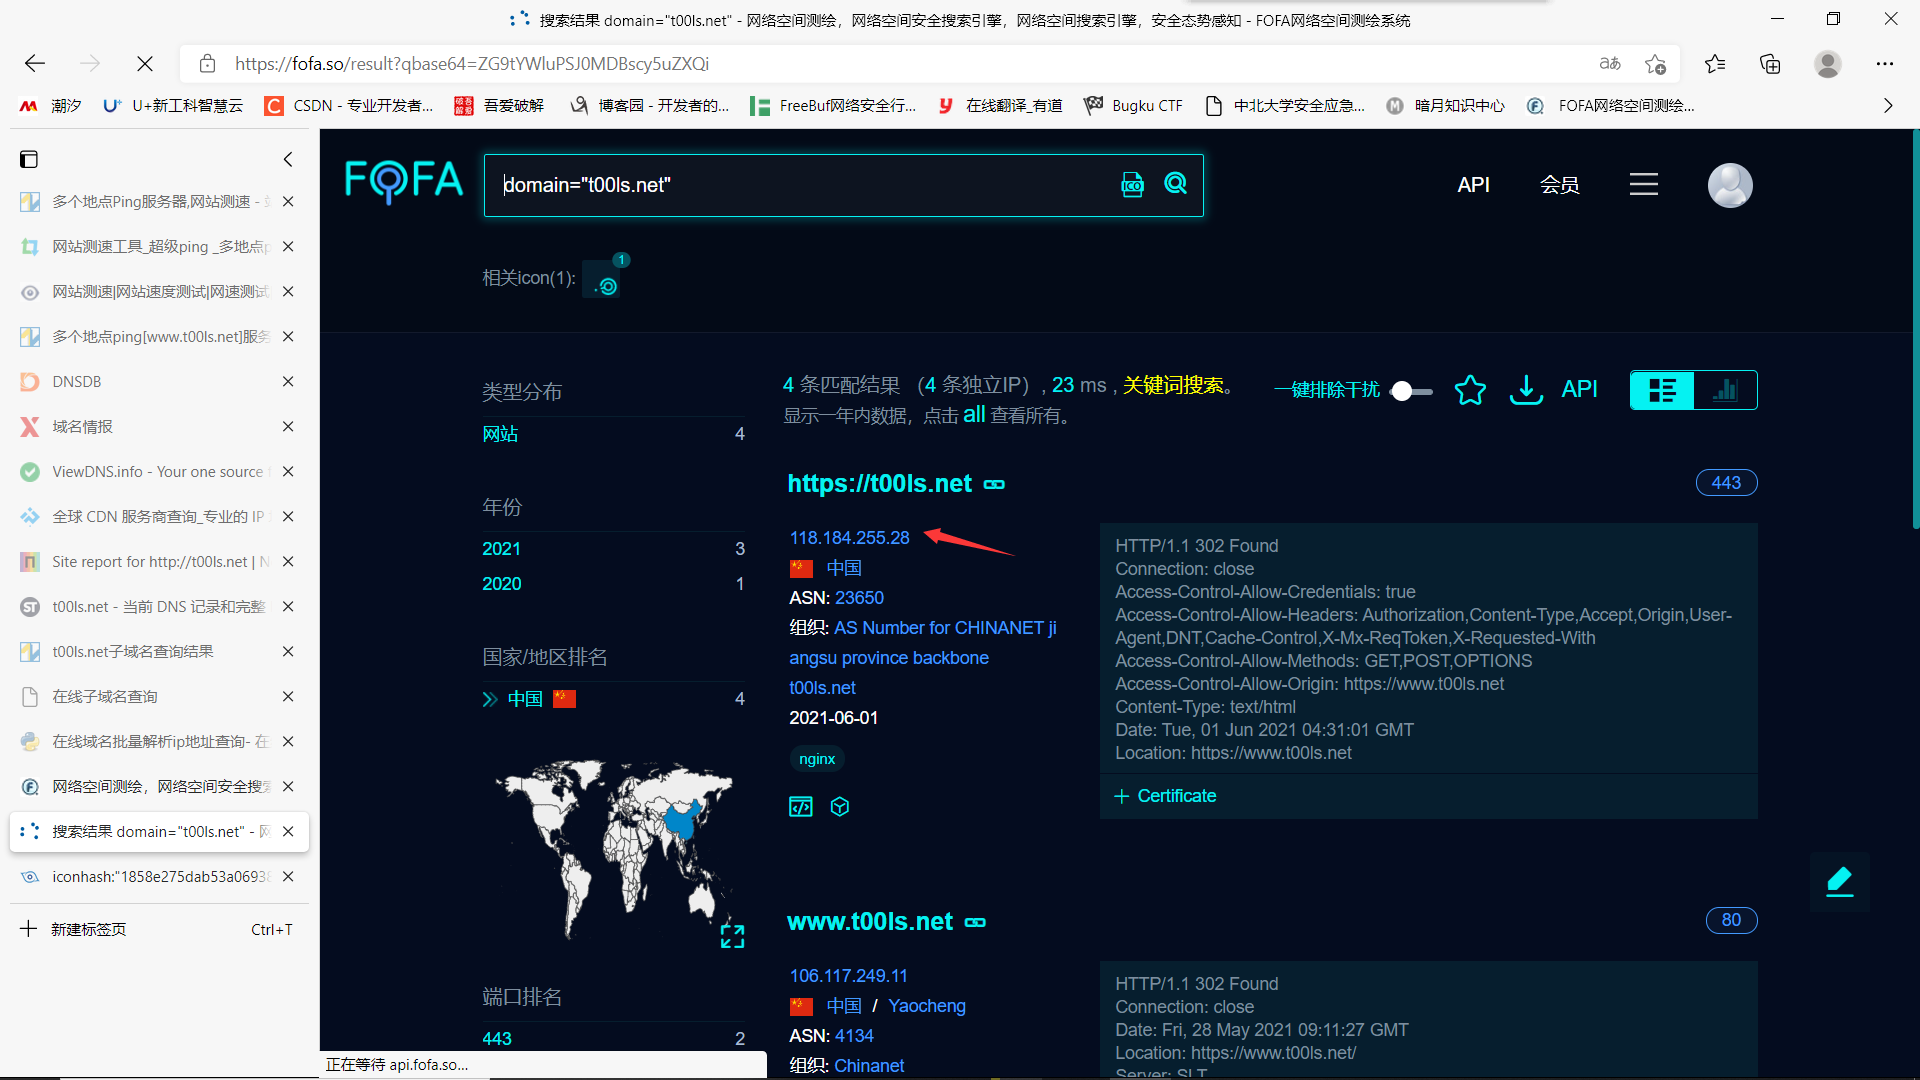 搜索结果 domain="t00ls.net" - 网络空间测绘，网络空间安全搜索引擎，网络空间搜索引擎，安全态势感知 - FOFA网络空间测绘系统
https://fofa.so/result?qbase64=ZG9tYWluPSJ0MDBscy5uZXQi
潮汐
U+新工科智慧云
CSDN - 专业开发者...
吾爱破解
博客园 - 开发者的...
FreeBuf网络安全行...
在线翻译_有道
Bugku CTF
中北大学安全应急...
暗月知识中心
FOFA网络空间测绘...
多个地点Ping服务器,网站测速 -
网站测速工具_超级ping _多地点p
网站测速|网站速度测试|网速测试
多个地点ping[www.t00ls.net]服务
DNSDB
域名情报
ViewDNS.info - Your one source
全球 CDN 服务商查询_专业的 IP
Site report for http://t00ls.net | N
t00ls.net - 当前 DNS 记录和完整
t00ls.net子域名查询结果
在线子域名查询
在线域名批量解析ip地址查询- 在
网络空间测绘，网络空间安全搜索
搜索结果 domain="t00ls.net" - 网
iconhash:"1858e275dab53a0693
新建标签页 Ctrl+T
FOFA
domain="t00ls.net"
ICO
API
会员
相关icon(1):
1
类型分布
网站 4
年份
2021 3
2020 1
国家/地区排名
中国 4
端口排名
443 2
4 条匹配结果 （4 条独立IP）, 23 ms , 关键词搜索。
显示一年内数据，点击 all 查看所有。
一键排除干扰
API
https://t00ls.net
443
118.184.255.28
中国
ASN: 23650
组织: AS Number for CHINANET ji
angsu province backbone
t00ls.net
2021-06-01
nginx
HTTP/1.1 302 Found
Connection: close
Access-Control-Allow-Credentials: true
Access-Control-Allow-Headers: Authorization,Content-Type,Accept,Origin,User-
Agent,DNT,Cache-Control,X-Mx-ReqToken,X-Requested-With
Access-Control-Allow-Methods: GET,POST,OPTIONS
Access-Control-Allow-Origin: https://www.t00ls.net
Content-Type: text/html
Date: Tue, 01 Jun 2021 04:31:01 GMT
Location: https://www.t00ls.net
Certificate
www.t00ls.net
80
106.117.249.11
中国 / Yaocheng
ASN: 4134
组织: Chinanet
HTTP/1.1 302 Found
Connection: close
Date: Fri, 28 May 2021 09:11:27 GMT
Location: https://www.t00ls.net/
Server: SLT
正在等待 api.fofa.so...